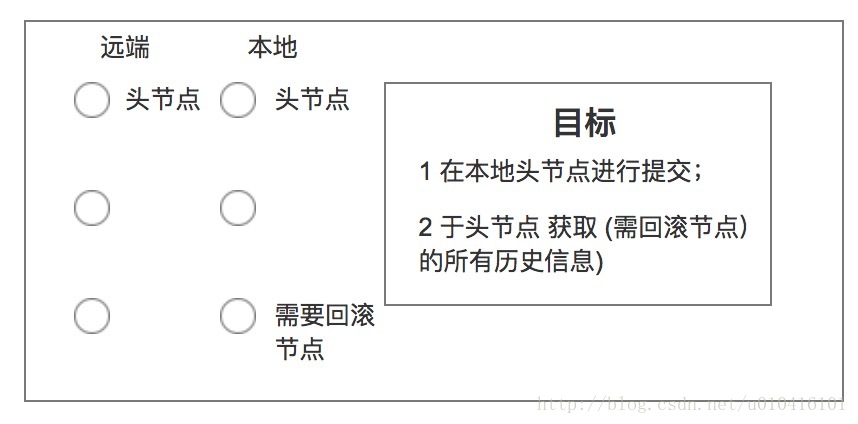 远端 本地
头节点 头节点
目标
1 在本地头节点进行提交;
2 于头节点 获取 (需回滚节点)
的所有历史信息)
需要回滚
节点
http://blog.csdn.net/u010416101